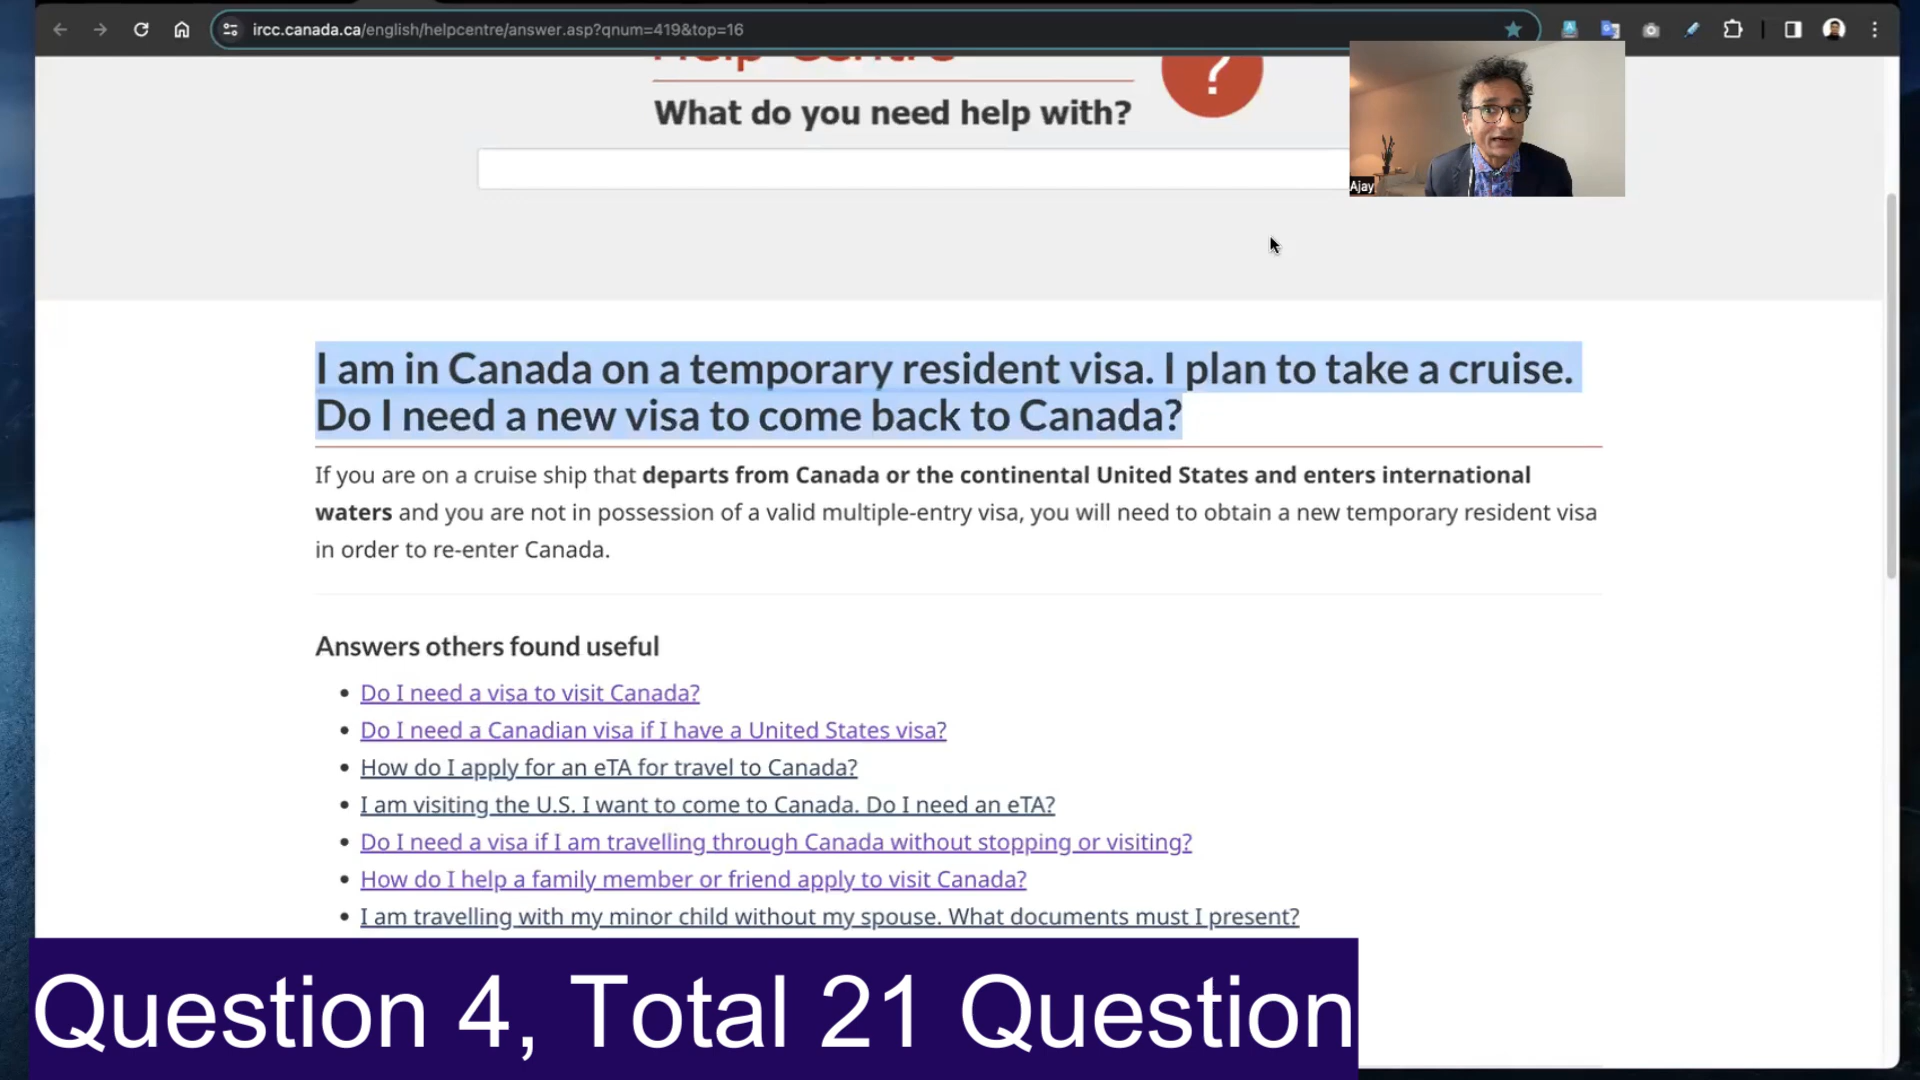 ircc.canada.ca/english/helpcentre/answer.asp?qnum=419&top=16
Help Centre
?
What do you need help with?
Ajay
I am in Canada on a temporary resident visa. I plan to take a cruise.
Do I need a new visa to come back to Canada?
If you are on a cruise ship that departs from Canada or the continental United States and enters international
waters and you are not in possession of a valid multiple-entry visa, you will need to obtain a new temporary resident visa
in order to re-enter Canada.
Answers others found useful
• Do I need a visa to visit Canada?
• Do I need a Canadian visa if I have a United States visa?
• How do I apply for an eTA for travel to Canada?
• I am visiting the U.S. I want to come to Canada. Do I need an eTA?
• Do I need a visa if I am travelling through Canada without stopping or visiting?
• How do I help a family member or friend apply to visit Canada?
• I am travelling with my minor child without my spouse. What documents must I present?
Question 4, Total 21 Question